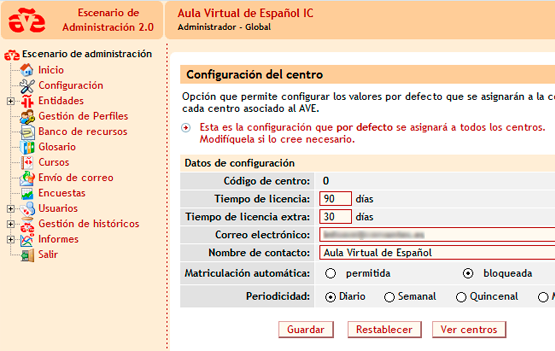 Escenario de
Administración 2.0
Aula Virtual de Español IC
Administrador - Global
Escenario de administración
Inicio
Configuración
Entidades
Gestión de Perfiles
Banco de recursos
Glosario
Cursos
Envío de correo
Encuestas
Usuarios
Gestión de históricos
Informes
Salir
Configuración del centro
Opción que permite configurar los valores por defecto que se asignarán a la
cada centro asociado al AVE.
Esta es la configuración que por defecto se asignará a todos los centros.
Modifíquela si lo cree necesario.
Datos de configuración
Código de centro: 0
Tiempo de licencia: 90 días
Tiempo de licencia extra: 30 días
Correo electrónico:
Nombre de contacto: Aula Virtual de Español
Matriculación automática: permitida bloqueada
Periodicidad: Diario Semanal Quincenal
Guardar Restablecer Ver centros